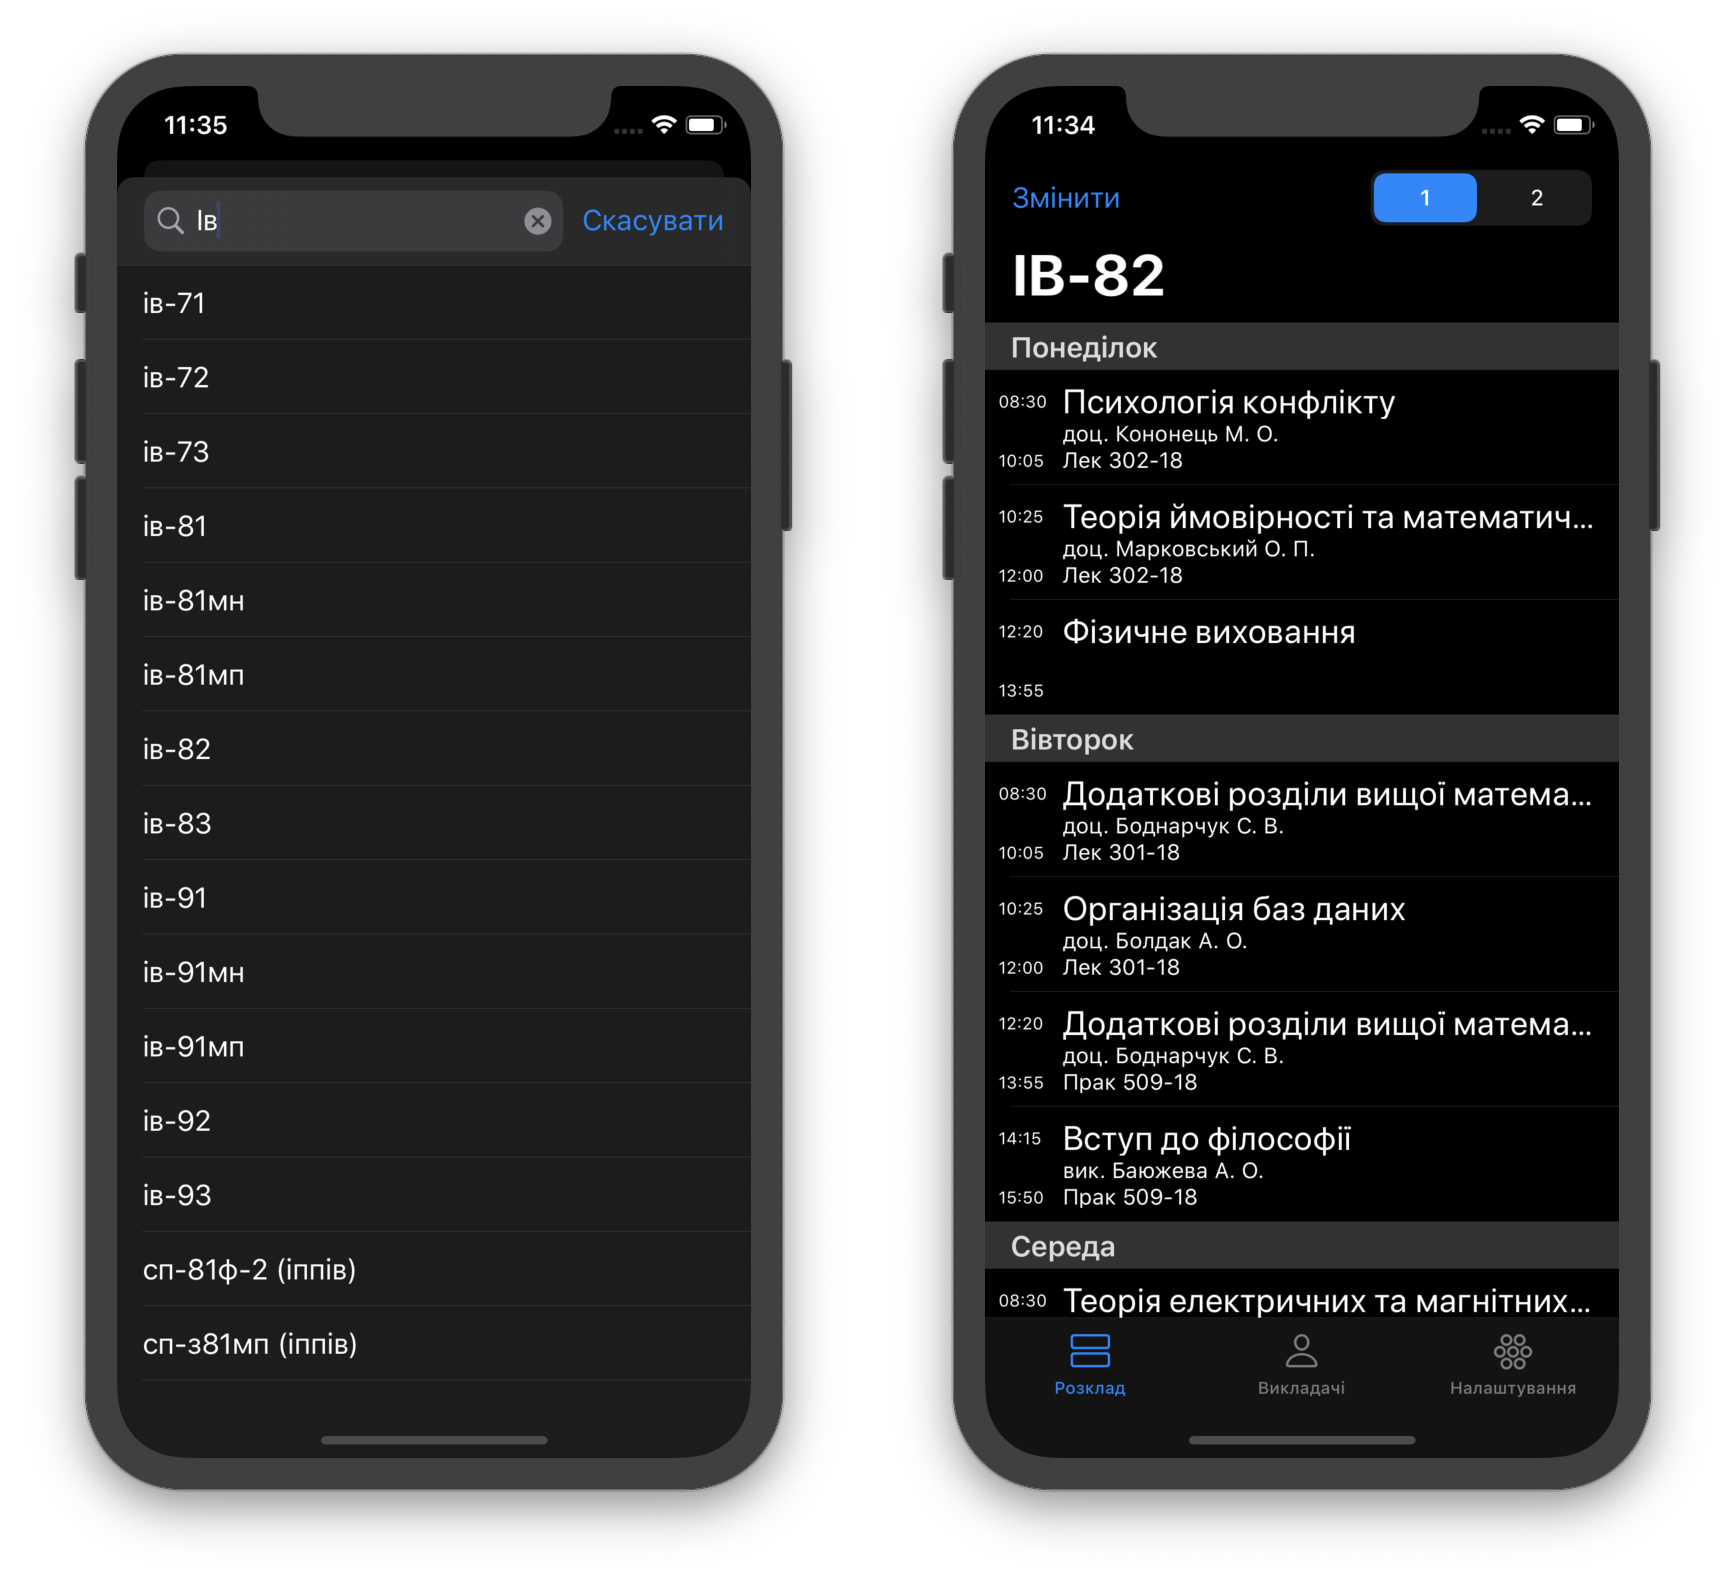 11:35
Ів
Скасувати
ів-71
ів-72
ів-73
ів-81
ів-81мн
ів-81мп
ів-82
ів-83
ів-91
ів-91мн
ів-91мп
ів-92
ів-93
сп-81ф-2 (іппів)
сп-з81мп (іппів)
11:34
Змінити
1 2
ІВ-82
Понеділок
08:30 Психологія конфлікту
доц. Кононець М. О.
10:05 Лек 302-18
10:25 Теорія ймовірності та математич...
доц. Марковський О. П.
12:00 Лек 302-18
12:20 Фізичне виховання
13:55
Вівторок
08:30 Додаткові розділи вищої матема...
доц. Боднарчук С. В.
10:05 Лек 301-18
10:25 Організація баз даних
доц. Болдак А. О.
12:00 Лек 301-18
12:20 Додаткові розділи вищої матема...
доц. Боднарчук С. В.
13:55 Прак 509-18
14:15 Вступ до філософії
вик. Баюжева А. О.
15:50 Прак 509-18
Середа
08:30 Теорія електричних та магнітних...
Розклад Викладачі Налаштування